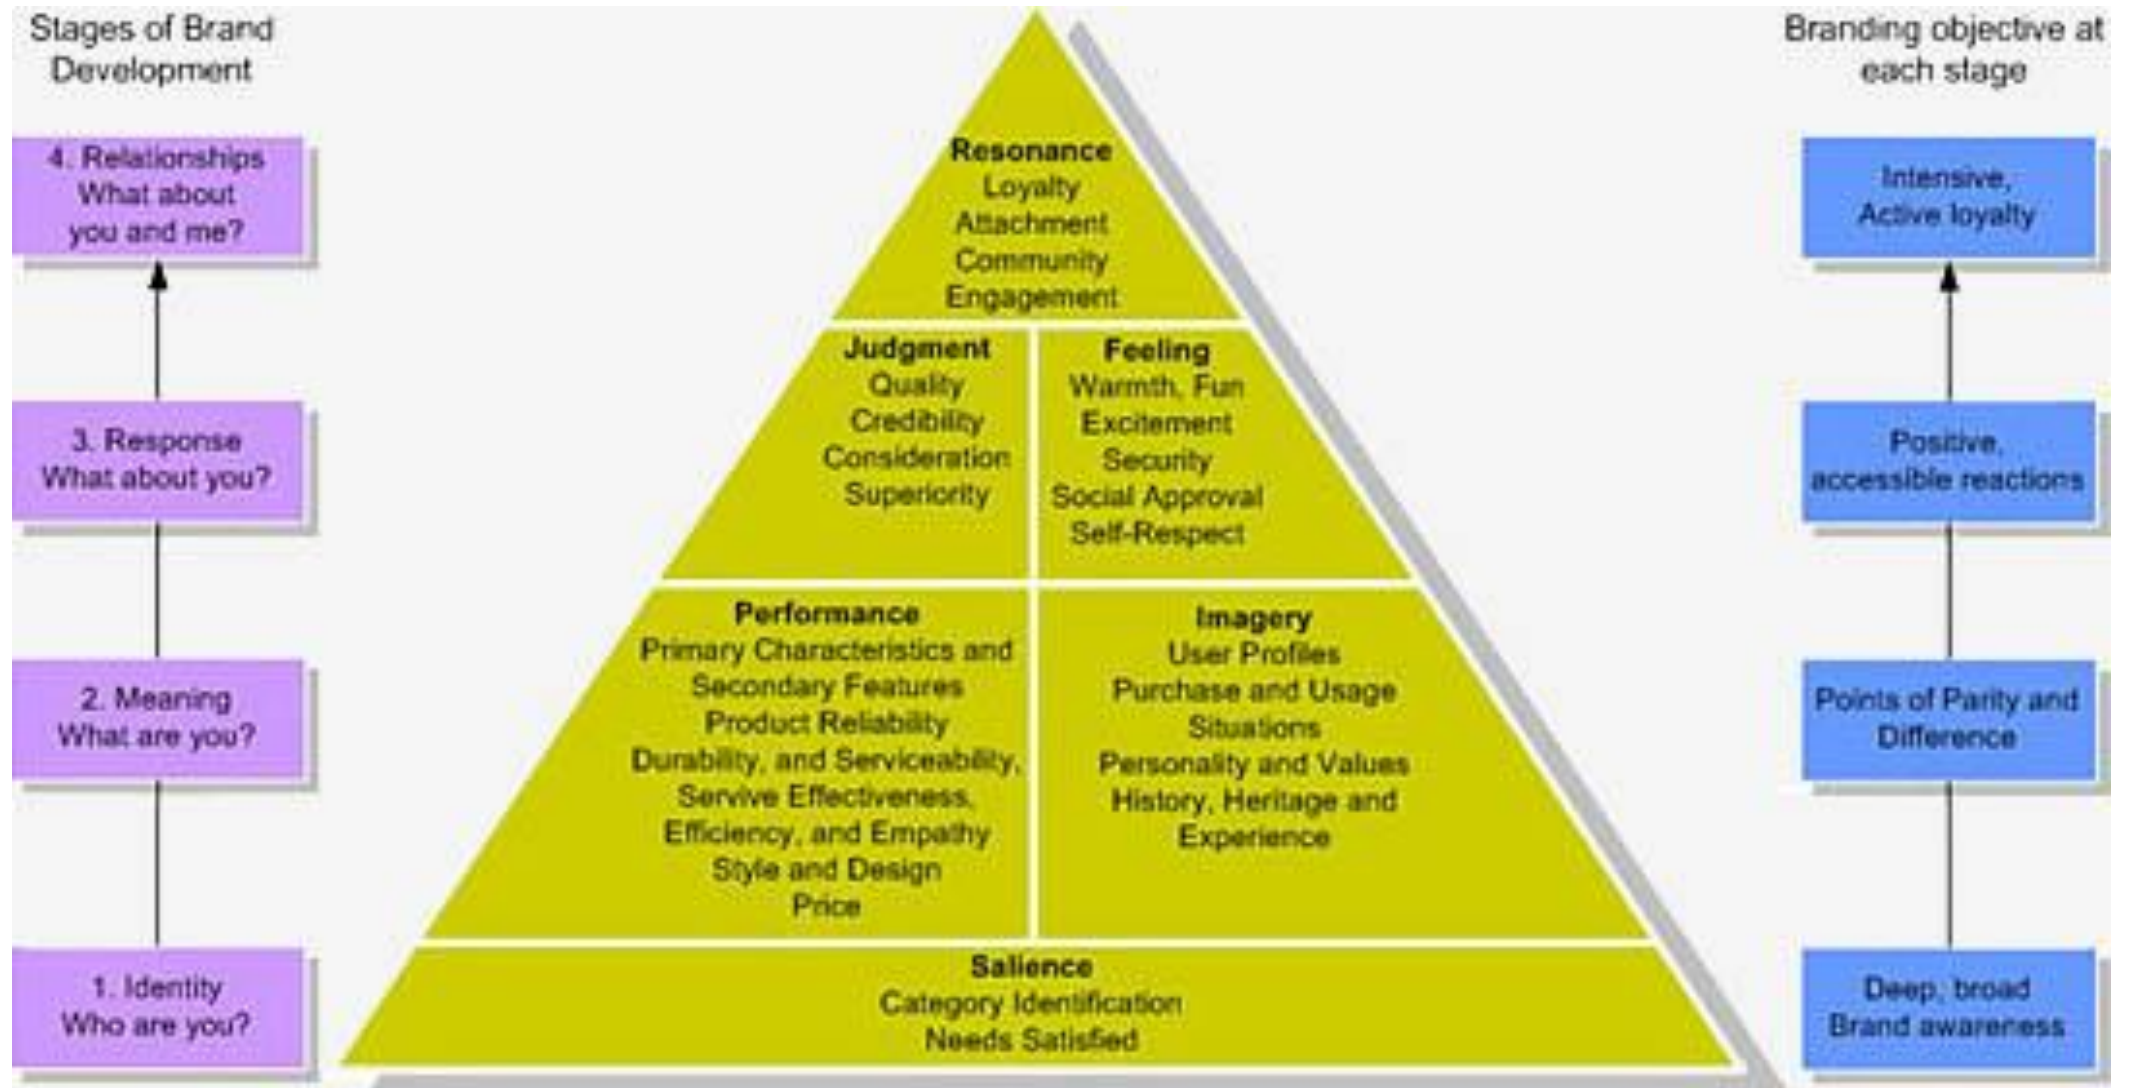 Stages of Brand
Development
Branding objective at
each stage
4. Relationships
What about
you and me?
Resonance
Loyalty
Attachment
Community
Engagement
Intensive,
Active loyalty
3. Response
What about you?
Judgment
Quality
Credibility
Consideration
Superiority
Feeling
Warmth, Fun
Excitement
Security
Social Approval
Self-Respect
Positive,
accessible reactions
2. Meaning
What are you?
Performance
Primary Characteristics and
Secondary Features
Product Reliability
Durability, and Serviceability,
Servive Effectiveness,
Efficiency, and Empathy
Style and Design
Price
Imagery
User Profiles
Purchase and Usage
Situations
Personality and Values
History, Heritage and
Experience
Points of Parity and
Difference
1. Identity
Who are you?
Salience
Category Identification
Needs Satisfied
Deep, broad
Brand awareness